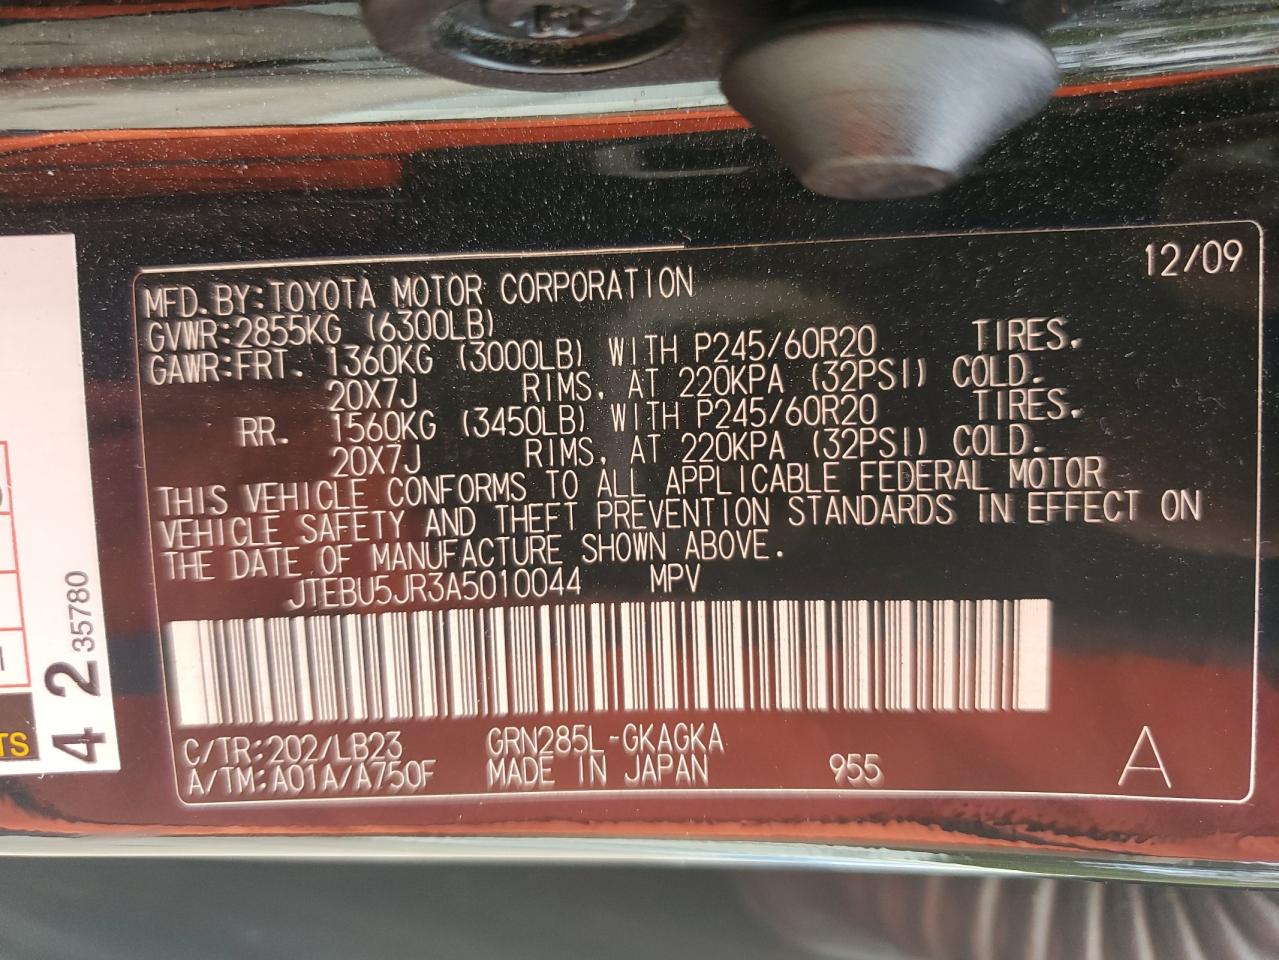 12/09
MFD. BY:TOYOTA MOTOR CORPORATION
GVWR:2855KG (6300LB)
GAWR:FRT. 1360KG (3000LB) WITH P245/60R20 TIRES.
20X7J RIMS, AT 220KPA (32PSI) COLD.
RR. 1560KG (3450LB) WITH P245/60R20 TIRES.
20X7J RIMS, AT 220KPA (32PSI) COLD.
THIS VEHICLE CONFORMS TO ALL APPLICABLE FEDERAL MOTOR
VEHICLE SAFETY AND THEFT PREVENTION STANDARDS IN EFFECT ON
THE DATE OF MANUFACTURE SHOWN ABOVE.
JTEBU5JR3A5010044 MPV
C/TR:202/LB23 GRN285L-GKAGKA
A/TM:A01A/A750F MADE IN JAPAN 955 A
42 35780